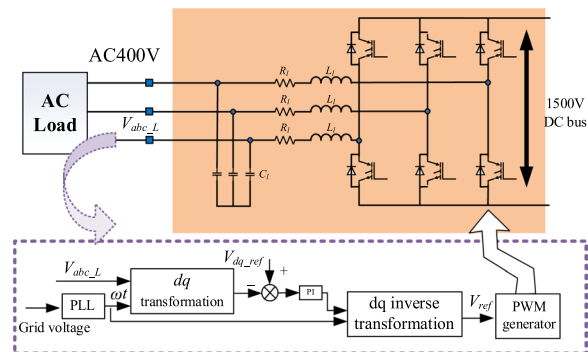 AC400V
AC
Load
V_abc_L
R_l
L_l
R_l
L_l
R_l
L_l
C_l
1500V
DC bus
V_abc_L
V_dq_ref
+
−
dq
transformation
PI
PLL
ωt
Grid voltage
dq inverse
transformation
V_ref
PWM
generator